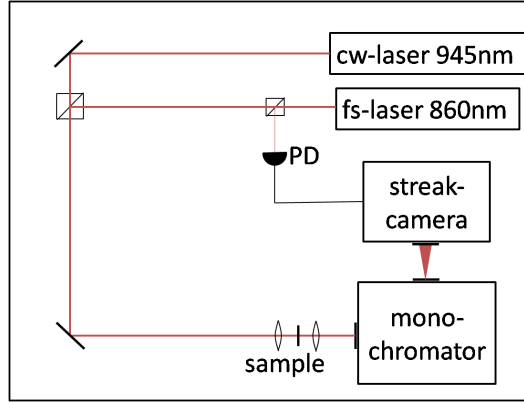 cw-laser 945nm
fs-laser 860nm
PD
streak-
camera
mono-
chromator
sample